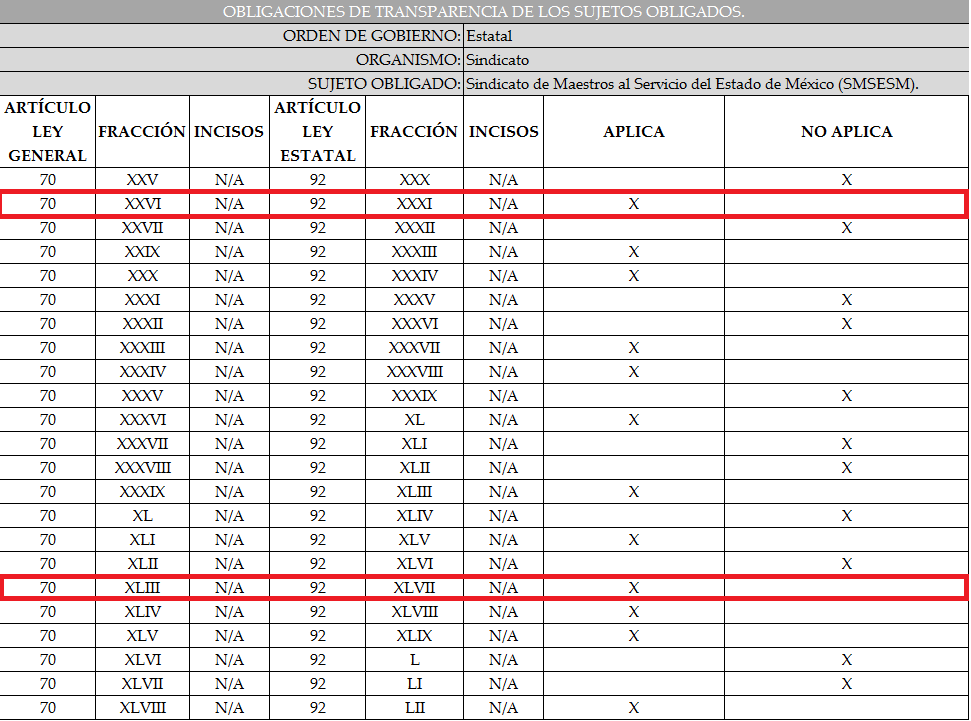 OBLIGACIONES DE TRANSPARENCIA DE LOS SUJETOS OBLIGADOS.
ORDEN DE GOBIERNO: Estatal
ORGANISMO: Sindicato
SUJETO OBLIGADO: Sindicato de Maestros al Servicio del Estado de México (SMSESM).
ARTÍCULO LEY GENERAL FRACCIÓN INCISOS ARTÍCULO LEY ESTATAL FRACCIÓN INCISOS APLICA NO APLICA
70 XXV N/A 92 XXX N/A X
70 XXVI N/A 92 XXXI N/A X
70 XXVII N/A 92 XXXII N/A X
70 XXIX N/A 92 XXXIII N/A X
70 XXX N/A 92 XXXIV N/A X
70 XXXI N/A 92 XXXV N/A X
70 XXXII N/A 92 XXXVI N/A X
70 XXXIII N/A 92 XXXVII N/A X
70 XXXIV N/A 92 XXXVIII N/A X
70 XXXV N/A 92 XXXIX N/A X
70 XXXVI N/A 92 XL N/A X
70 XXXVII N/A 92 XLI N/A X
70 XXXVIII N/A 92 XLII N/A X
70 XXXIX N/A 92 XLIII N/A X
70 XL N/A 92 XLIV N/A X
70 XLI N/A 92 XLV N/A X
70 XLII N/A 92 XLVI N/A X
70 XLIII N/A 92 XLVII N/A X
70 XLIV N/A 92 XLVIII N/A X
70 XLV N/A 92 XLIX N/A X
70 XLVI N/A 92 L N/A X
70 XLVII N/A 92 LI N/A X
70 XLVIII N/A 92 LII N/A X